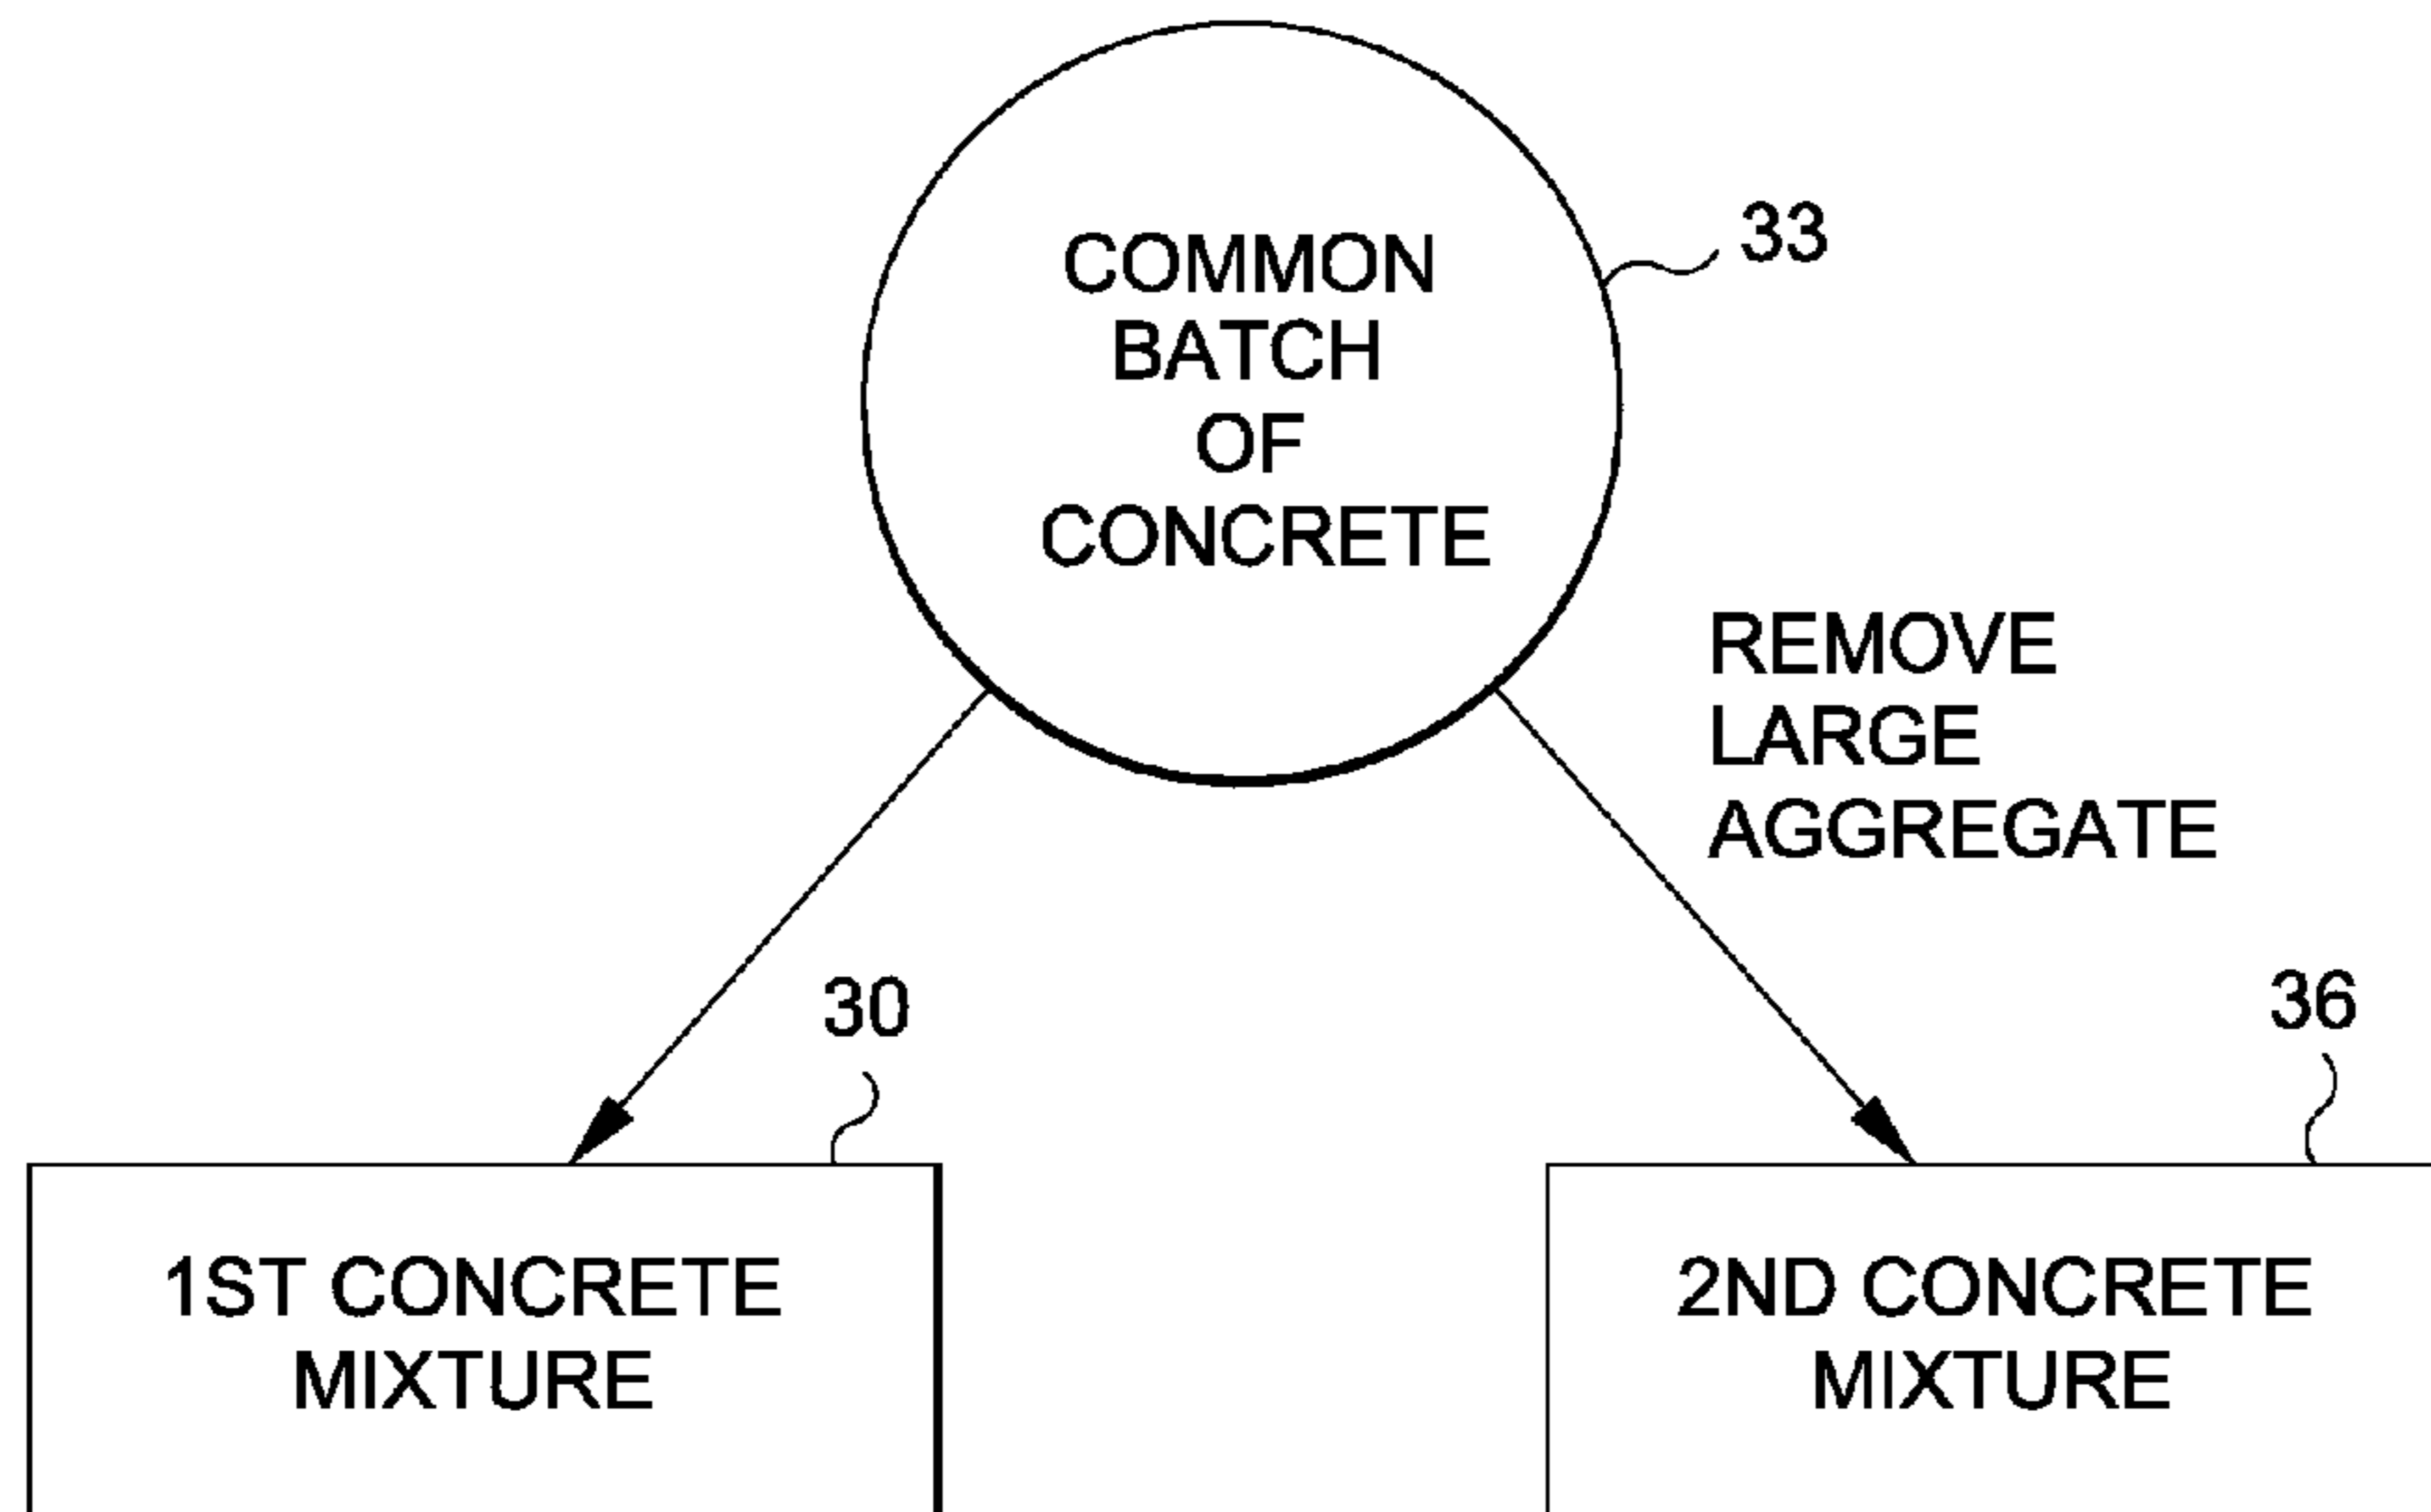 COMMON
BATCH
OF
CONCRETE
33
REMOVE
LARGE
AGGREGATE
30
36
1ST CONCRETE
MIXTURE
2ND CONCRETE
MIXTURE